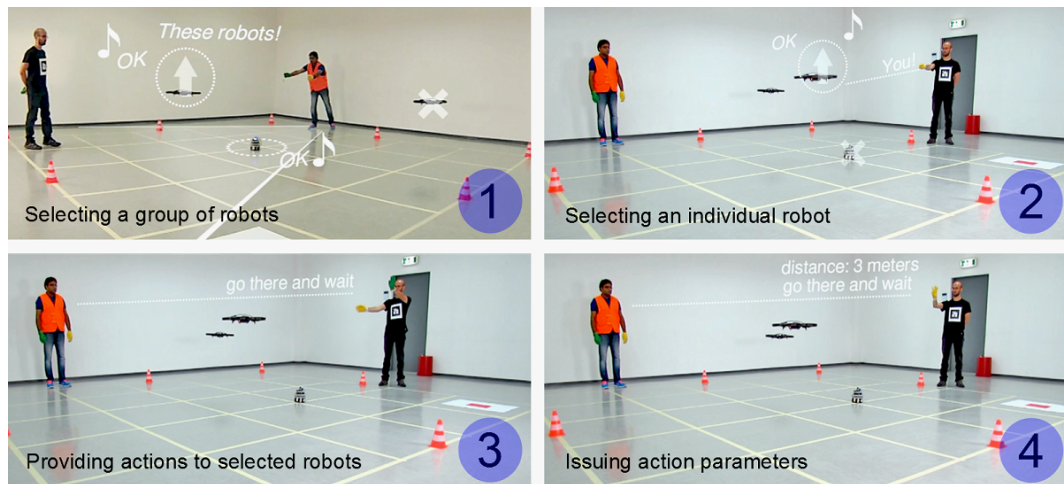 These robots!
OK
OK
1
Selecting a group of robots
OK
You!
2
Selecting an individual robot
go there and wait
3
Providing actions to selected robots
distance: 3 meters
go there and wait
4
Issuing action parameters